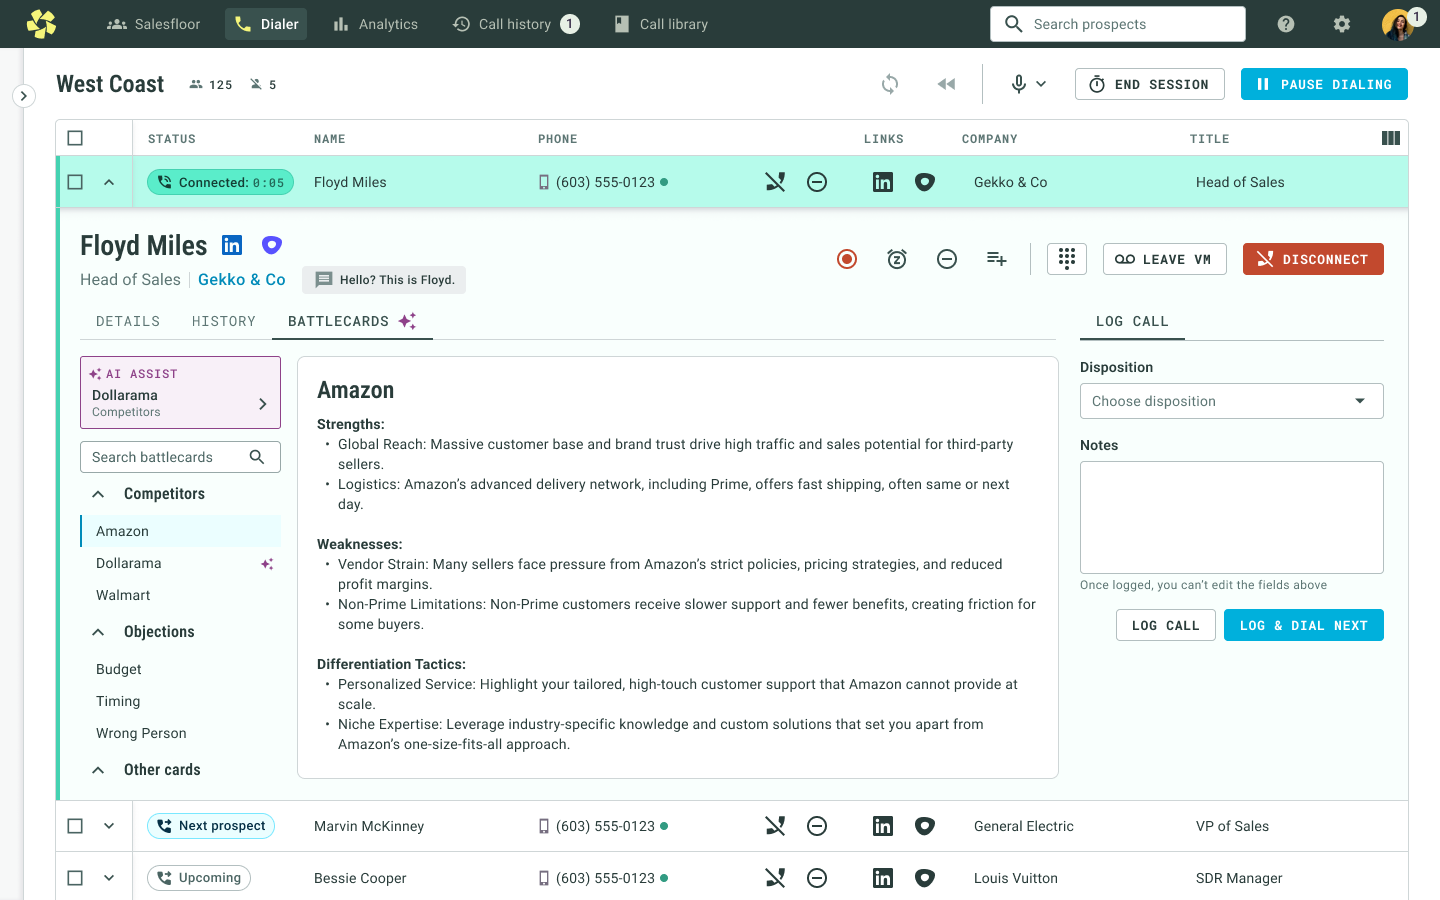 Salesfloor
Dialer
Analytics
Call history 1
Call library
Search prospects
1
West Coast
125
5
END SESSION
PAUSE DIALING
STATUS NAME PHONE LINKS COMPANY TITLE
Connected: 0:05 Floyd Miles (603) 555-0123 in Gekko & Co Head of Sales
Floyd Miles in
Head of Sales Gekko & Co
Hello? This is Floyd.
z
LEAVE VM
DISCONNECT
DETAILS HISTORY BATTLECARDS
LOG CALL
AI ASSIST
Dollarama
Competitors
Search battlecards
Competitors
Amazon
Dollarama
Walmart
Objections
Budget
Timing
Wrong Person
Other cards
Amazon
Strengths:
• Global Reach: Massive customer base and brand trust drive high traffic and sales potential for third-party
sellers.
• Logistics: Amazon’s advanced delivery network, including Prime, offers fast shipping, often same or next
day.
Weaknesses:
• Vendor Strain: Many sellers face pressure from Amazon’s strict policies, pricing strategies, and reduced
profit margins.
• Non-Prime Limitations: Non-Prime customers receive slower support and fewer benefits, creating friction for
some buyers.
Differentiation Tactics:
• Personalized Service: Highlight your tailored, high-touch customer support that Amazon cannot provide at
scale.
• Niche Expertise: Leverage industry-specific knowledge and custom solutions that set you apart from
Amazon’s one-size-fits-all approach.
Disposition
Choose disposition
Notes
Once logged, you can’t edit the fields above
LOG CALL
LOG & DIAL NEXT
Next prospect Marvin McKinney (603) 555-0123 in General Electric VP of Sales
Upcoming Bessie Cooper (603) 555-0123 in Louis Vuitton SDR Manager